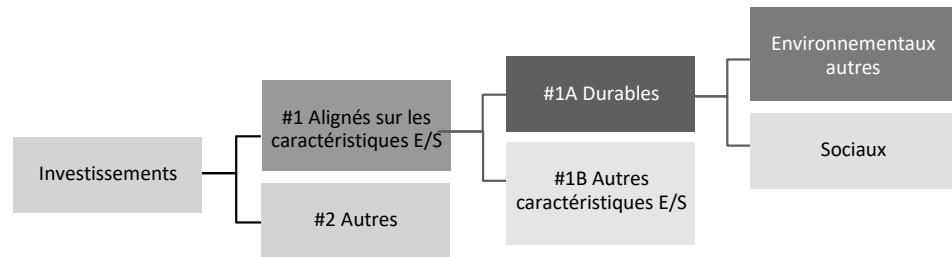 Investissements
#1 Alignés sur les
caractéristiques E/S
#2 Autres
#1A Durables
#1B Autres
caractéristiques E/S
Environnementaux
autres
Sociaux